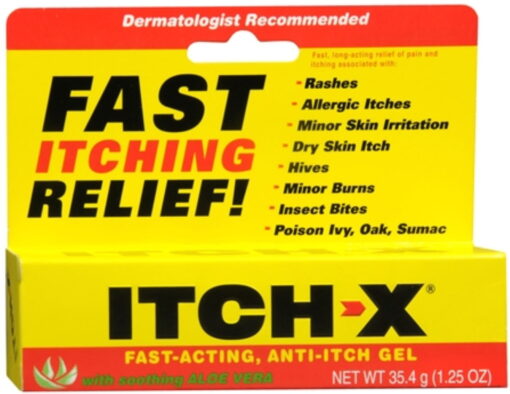 Dermatologist Recommended
FAST
ITCHING
RELIEF!
Fast, long-acting relief of pain and
itching associated with:
Rashes
Allergic Itches
Minor Skin Irritation
Dry Skin Itch
Hives
Minor Burns
Insect Bites
Poison Ivy, Oak, Sumac
ITCH-X®
FAST-ACTING, ANTI-ITCH GEL
with soothing ALOE VERA
NET WT 35.4 g (1.25 OZ)